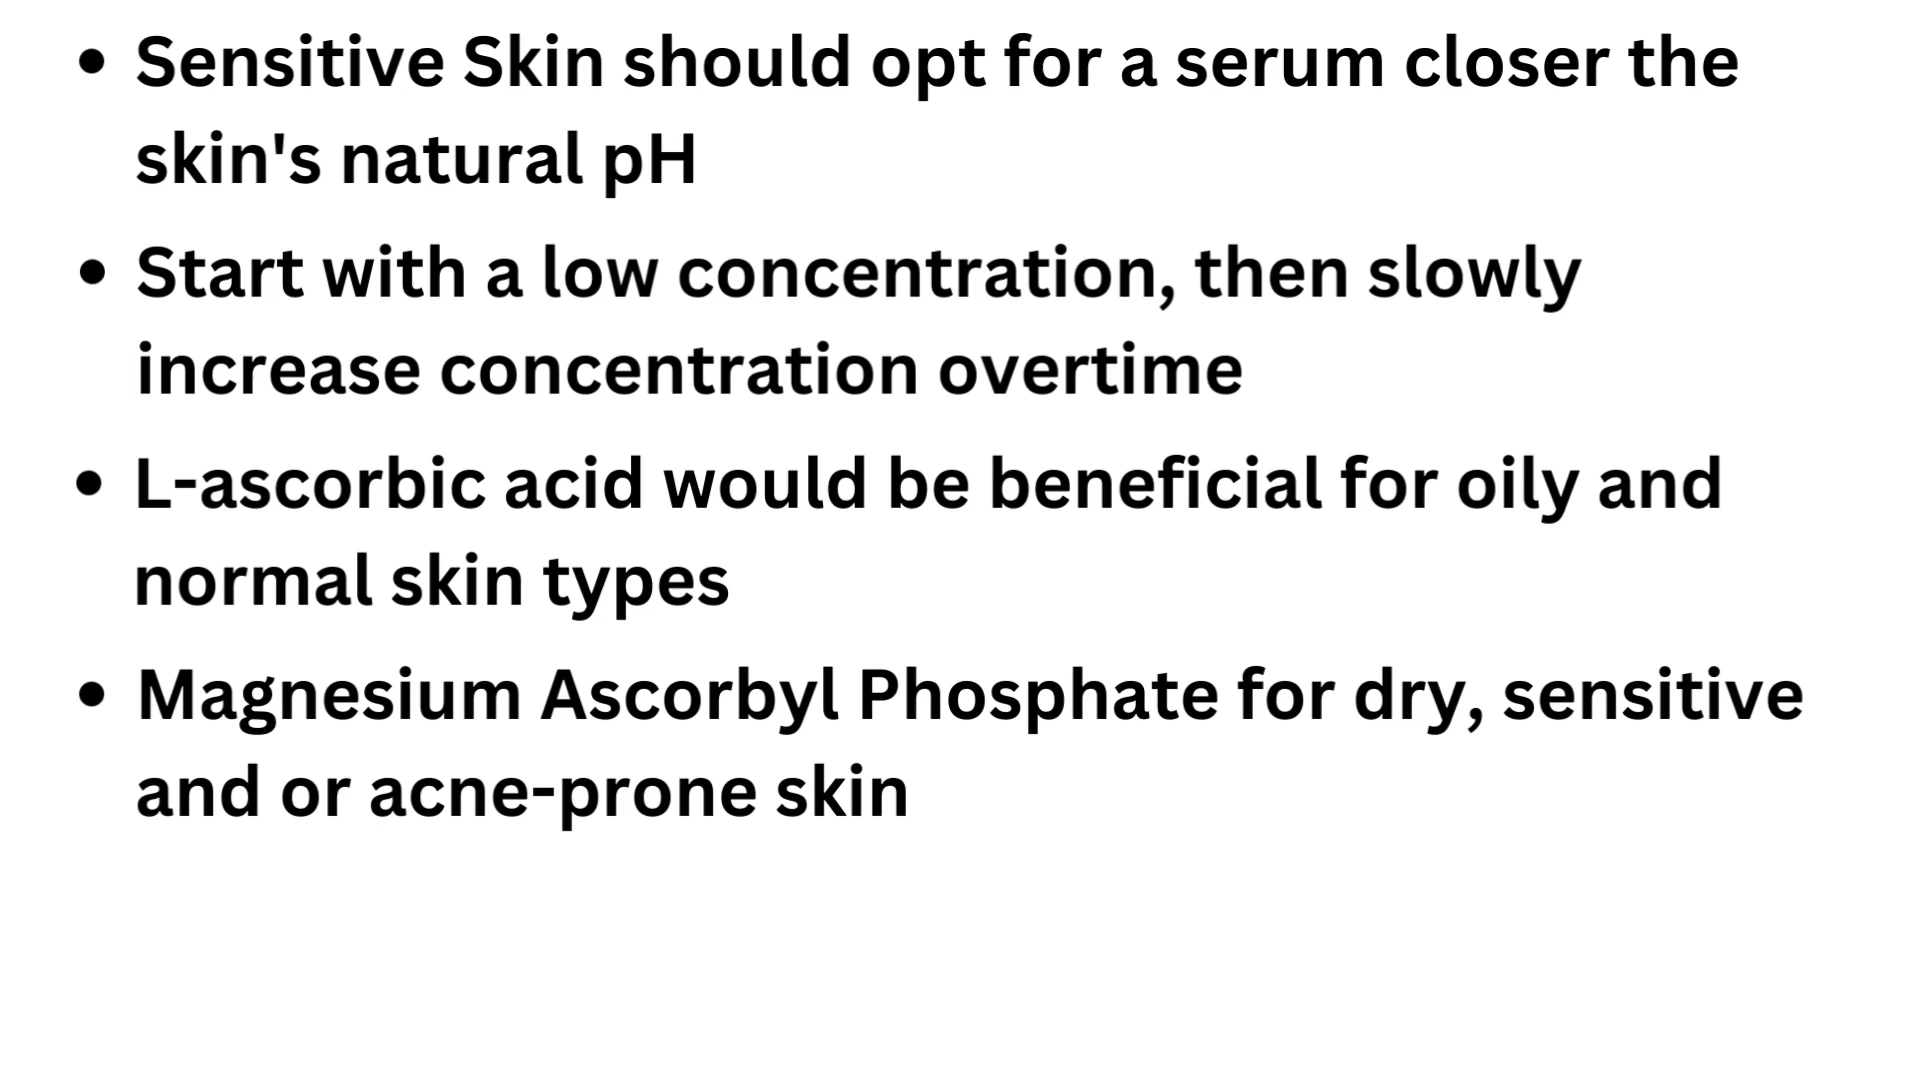 • Sensitive Skin should opt for a serum closer the
skin's natural pH
• Start with a low concentration, then slowly
increase concentration overtime
• L-ascorbic acid would be beneficial for oily and
normal skin types
• Magnesium Ascorbyl Phosphate for dry, sensitive
and or acne-prone skin